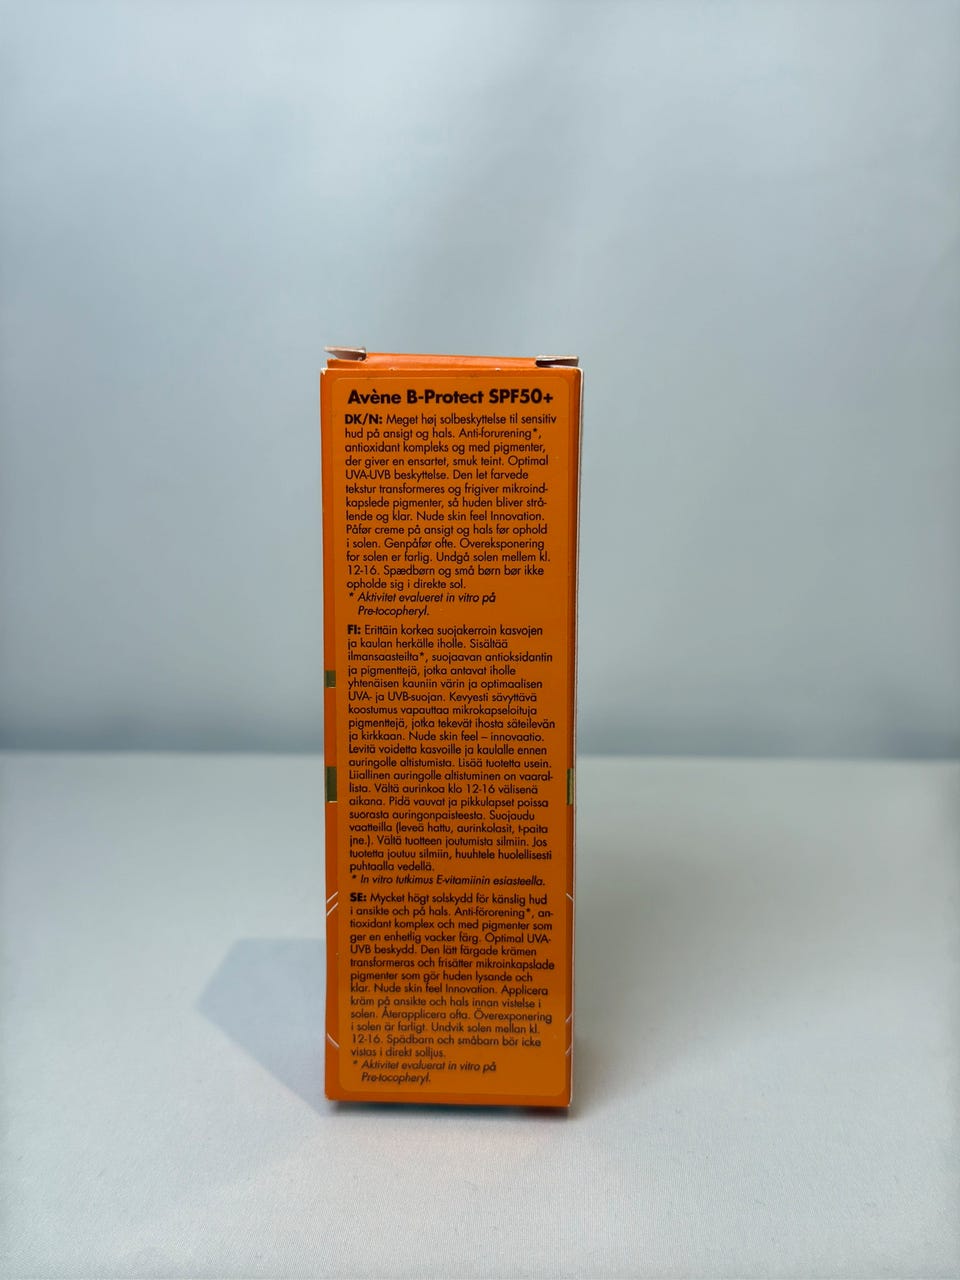 Avène B-Protect SPF50+
DK/N: Meget høj solbeskyttelse til sensitiv
hud på ansigt og hals. Anti-forurening*,
antioxidant kompleks og med pigmenter,
der giver en ensartet, smuk teint. Optimal
UVA-UVB beskyttelse. Den let farvede
tekstur transformeres og frigiver mikroind-
kapslede pigmenter, så huden bliver strå-
lende og klar. Nude skin feel Innovation.
Påfør creme på ansigt og hals før ophold
i solen. Genpåfør ofte. Overeksponering
for solen er farlig. Undgå solen mellem kl.
12-16. Spædbørn og små børn bør ikke
opholde sig i direkte sol.
* Aktivitet evalueret in vitro på
Pre-tocopheryl.
FI: Erittäin korkea suojakerroin kasvojen
ja kaulan herkälle iholle. Sisältää
ilmansaasteilta*, suojaavan antioksidantin
ja pigmenttejä, jotka antavat iholle
yhtenäisen kauniin värin ja optimaalisen
UVA- ja UVB-suojan. Kevyesti sävyttävä
koostumus vapauttaa mikrokapseloituja
pigmenttejä, jotka tekevät ihosta säteilevän
ja kirkkaan. Nude skin feel – innovaatio.
Levitä voidetta kasvoille ja kaulalle ennen
auringolle altistumista. Lisää tuotetta usein.
Liiallinen auringolle altistuminen on vaaral-
lista. Vältä aurinkoa klo 12-16 välisenä
aikana. Pidä vauvat ja pikkulapset poissa
suorasta auringonpaisteesta. Suojaudu
vaatteilla (leveä hattu, aurinkolasit, t-paita
jne.). Vältä tuotteen joutumista silmiin. Jos
tuotetta joutuu silmiin, huuhtele huolellisesti
puhtaalla vedellä.
* In vitro tutkimus E-vitamiinin esiasteella.
SE: Mycket högt solskydd för känslig hud
i ansikte och på hals. Anti-förorening*, an-
tioxidant komplex och med pigmenter som
ger en enhetlig vacker färg. Optimal UVA-
UVB beskydd. Den lätt färgade krämen
transformeras och frisätter mikroinkapslade
pigmenter som gör huden lysande och
klar. Nude skin feel Innovation. Applicera
kräm på ansikte och hals innan vistelse i
solen. Återapplicera ofta. Överexponering
i solen är farligt. Undvik solen mellan kl.
12-16. Spädbarn och småbarn bör icke
vistas i direkt solljus.
* Aktivitet evaluerat in vitro på
Pre-tocopheryl.